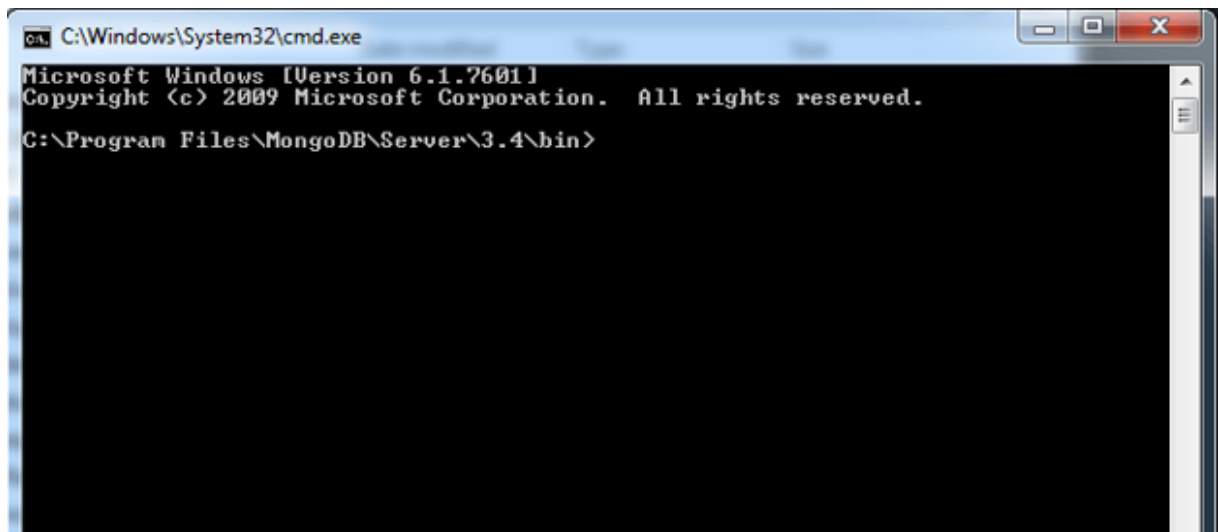 C:\Windows\System32\cmd.exe
Microsoft Windows [Version 6.1.7601]
Copyright (c) 2009 Microsoft Corporation.  All rights reserved.
C:\Program Files\MongoDB\Server\3.4\bin>